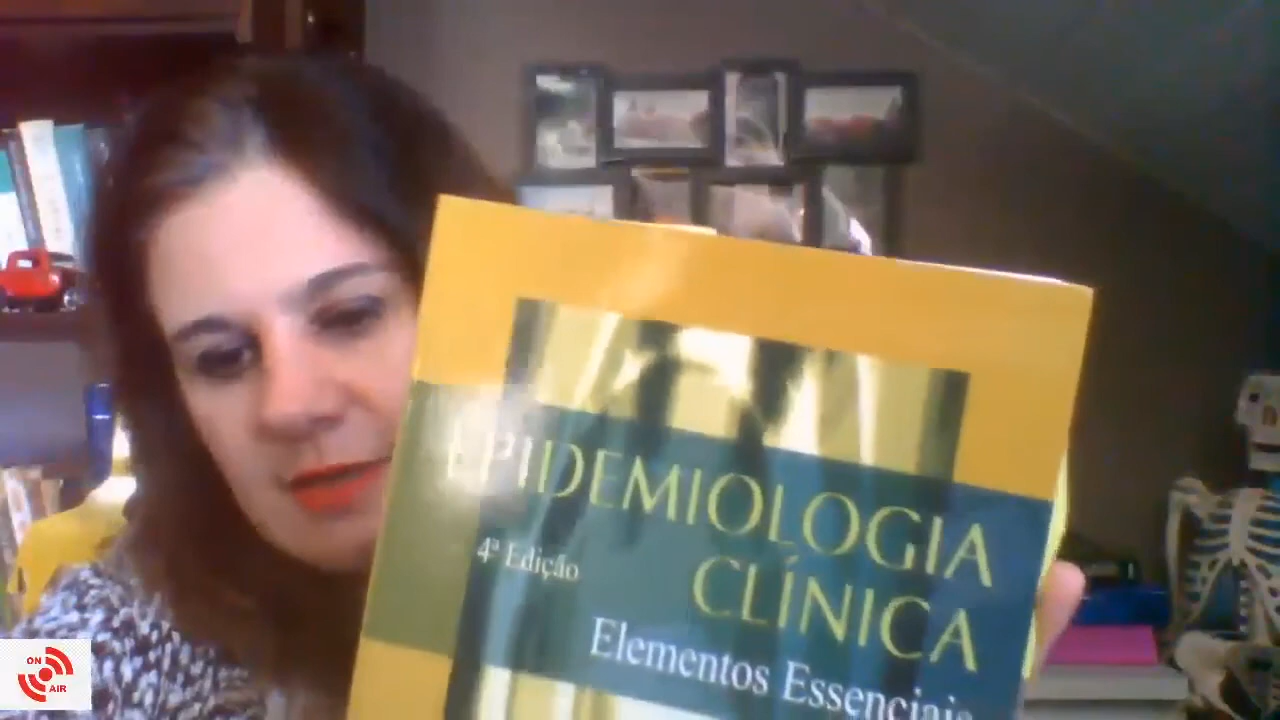 EPIDEMIOLOGIA
CLÍNICA
4ª Edição
Elementos Essenciais
ON
AIR